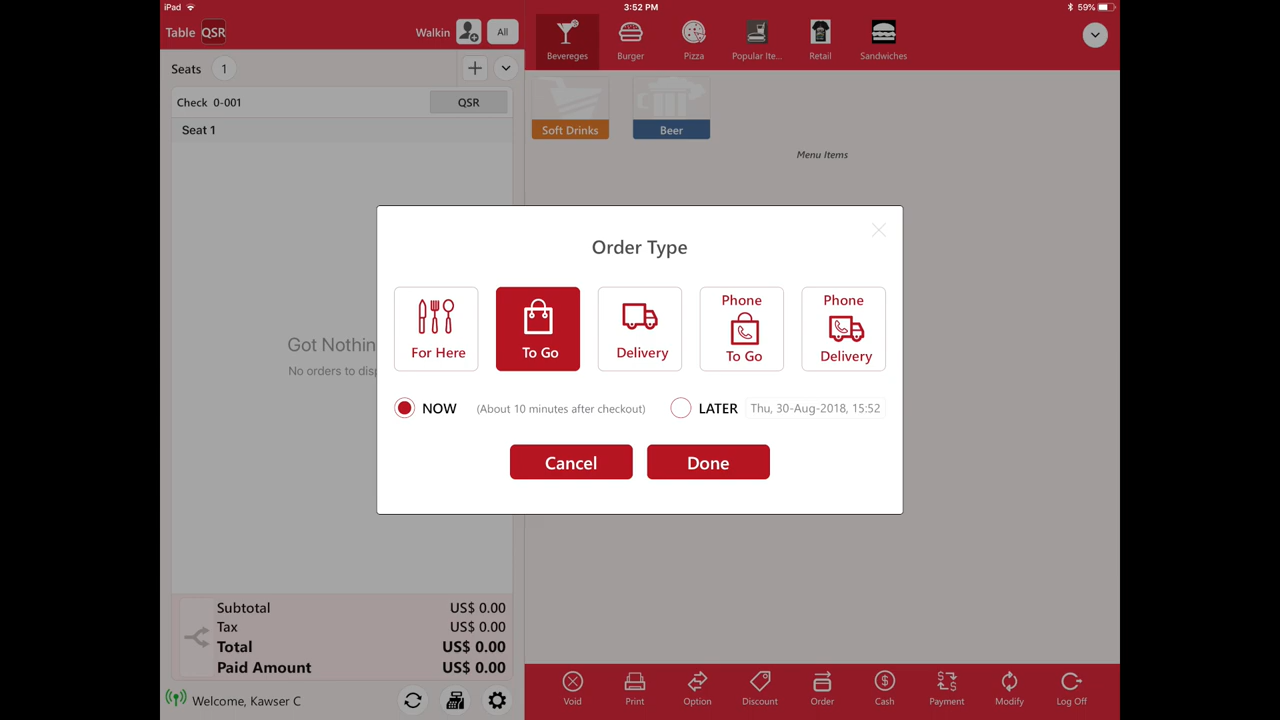 iPad
3:52 PM
59%
Table QSR
Walkin
All
Bevereges
Burger
Pizza
Popular Ite...
Retail
Sandwiches
Seats 1
Check 0-001
QSR
Seat 1
Soft Drinks
Beer
Menu Items
Got Nothin
No orders to disp
Order Type
For Here
To Go
Delivery
Phone
To Go
Phone
Delivery
NOW (About 10 minutes after checkout)
LATER Thu, 30-Aug-2018, 15:52
Cancel
Done
Subtotal US$ 0.00
Tax US$ 0.00
Total US$ 0.00
Paid Amount US$ 0.00
Welcome, Kawser C
Void
Print
Option
Discount
Order
Cash
Payment
Modify
Log Off